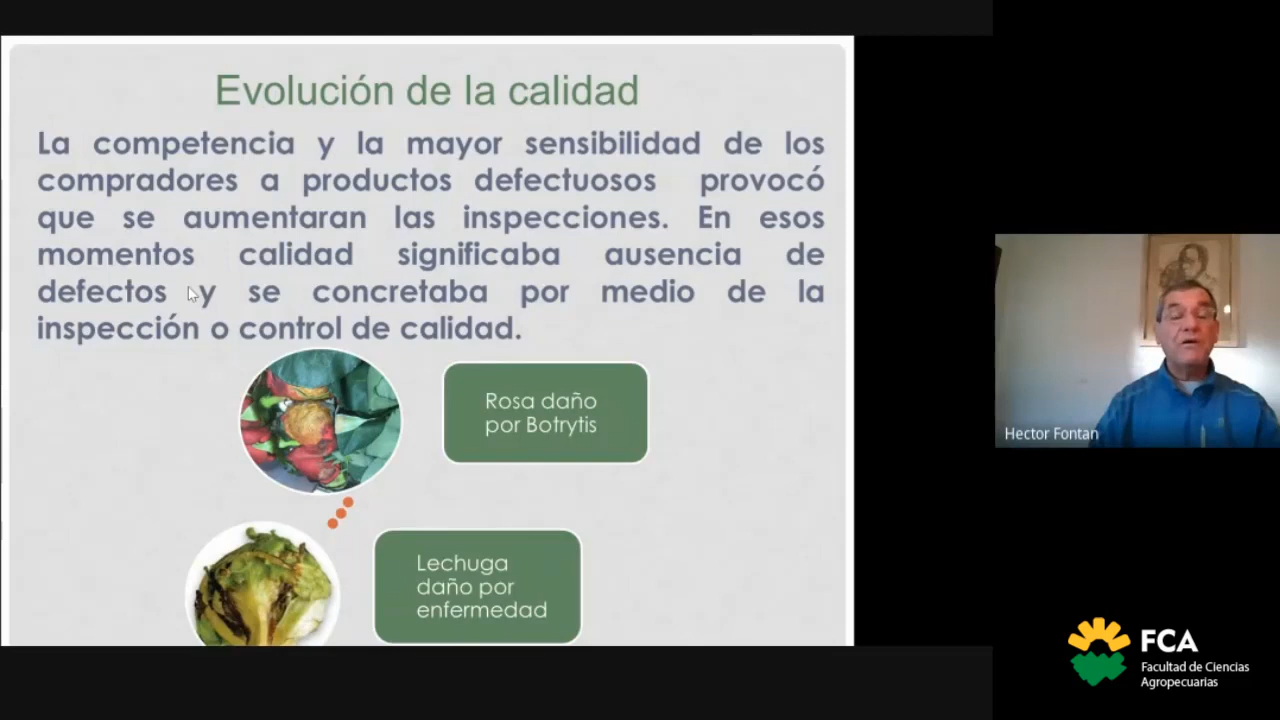 Evolución de la calidad
La competencia y la mayor sensibilidad de los
compradores a productos defectuosos provocó
que se aumentaran las inspecciones. En esos
momentos calidad significaba ausencia de
defectos y se concretaba por medio de la
inspección o control de calidad.
Rosa daño
por Botrytis
Lechuga
daño por
enfermedad
Hector Fontan
FCA
Facultad de Ciencias
Agropecuarias